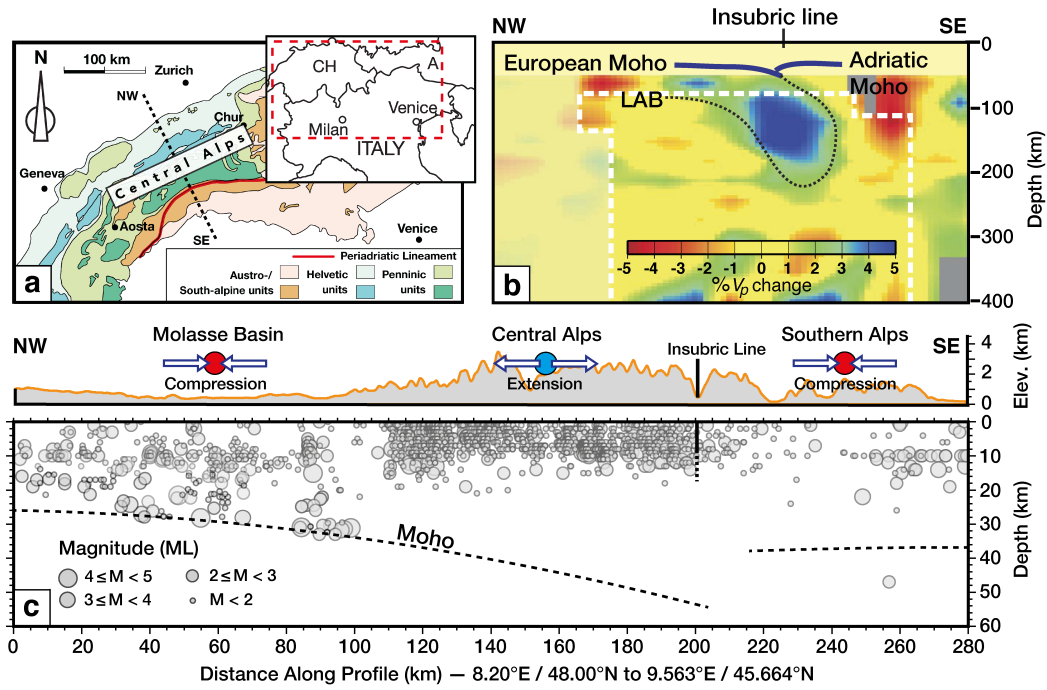 N
100 km
Zurich
NW
Chur
Central Alps
Geneva
Aosta
SE
Venice
CH
A
Venice
Milan
ITALY
Periadriatic Lineament
Austro-/
South-alpine units
Helvetic
units
Penninic
units
a
Insubric line
NW
SE
European Moho
Adriatic
Moho
LAB
0
100
200
300
400
Depth (km)
-5 -4 -3 -2 -1 0 1 2 3 4 5
% Vp change
b
NW
Molasse Basin
Compression
Central Alps
Extension
Insubric Line
Southern Alps
Compression
SE
4
2
0
Elev. (km)
0
10
20
30
40
50
60
Depth (km)
Moho
Magnitude (ML)
4 ≤ M < 5
2 ≤ M < 3
3 ≤ M < 4
M < 2
c
0 20 40 60 80 100 120 140 160 180 200 220 240 260 280
Distance Along Profile (km) — 8.20°E / 48.00°N to 9.563°E / 45.664°N